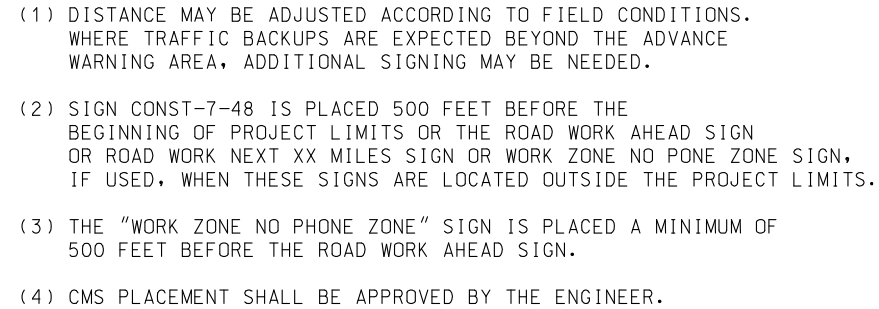 (1) DISTANCE MAY BE ADJUSTED ACCORDING TO FIELD CONDITIONS.
WHERE TRAFFIC BACKUPS ARE EXPECTED BEYOND THE ADVANCE
WARNING AREA, ADDITIONAL SIGNING MAY BE NEEDED.
(2) SIGN CONST-7-48 IS PLACED 500 FEET BEFORE THE
BEGINNING OF PROJECT LIMITS OR THE ROAD WORK AHEAD SIGN
OR ROAD WORK NEXT XX MILES SIGN OR WORK ZONE NO PONE ZONE SIGN,
IF USED, WHEN THESE SIGNS ARE LOCATED OUTSIDE THE PROJECT LIMITS.
(3) THE "WORK ZONE NO PHONE ZONE" SIGN IS PLACED A MINIMUM OF
500 FEET BEFORE THE ROAD WORK AHEAD SIGN.
(4) CMS PLACEMENT SHALL BE APPROVED BY THE ENGINEER.